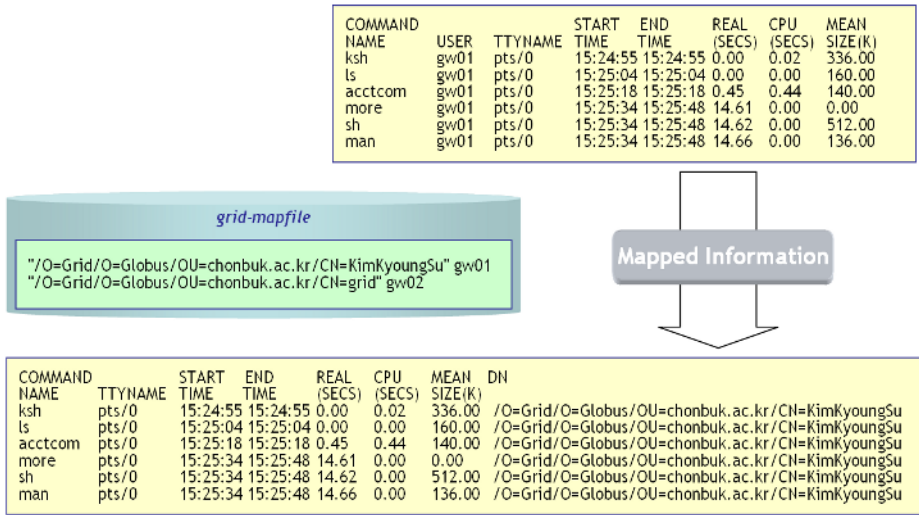 COMMAND START END REAL CPU MEAN
NAME USER TTYNAME TIME TIME (SECS) (SECS) SIZE(K)
ksh gw01 pts/0 15:24:55 15:24:55 0.00 0.02 336.00
ls gw01 pts/0 15:25:04 15:25:04 0.00 0.00 160.00
acctcom gw01 pts/0 15:25:18 15:25:18 0.45 0.44 140.00
more gw01 pts/0 15:25:34 15:25:48 14.61 0.00 0.00
sh gw01 pts/0 15:25:34 15:25:48 14.62 0.00 512.00
man gw01 pts/0 15:25:34 15:25:48 14.66 0.00 136.00
grid-mapfile
"/O=Grid/O=Globus/OU=chonbuk.ac.kr/CN=KimKyoungSu" gw01
"/O=Grid/O=Globus/OU=chonbuk.ac.kr/CN=grid" gw02
Mapped Information
COMMAND START END REAL CPU MEAN DN
NAME TTYNAME TIME TIME (SECS) (SECS) SIZE(K)
ksh pts/0 15:24:55 15:24:55 0.00 0.02 336.00 /O=Grid/O=Globus/OU=chonbuk.ac.kr/CN=KimKyoungSu
ls pts/0 15:25:04 15:25:04 0.00 0.00 160.00 /O=Grid/O=Globus/OU=chonbuk.ac.kr/CN=KimKyoungSu
acctcom pts/0 15:25:18 15:25:18 0.45 0.44 140.00 /O=Grid/O=Globus/OU=chonbuk.ac.kr/CN=KimKyoungSu
more pts/0 15:25:34 15:25:48 14.61 0.00 0.00 /O=Grid/O=Globus/OU=chonbuk.ac.kr/CN=KimKyoungSu
sh pts/0 15:25:34 15:25:48 14.62 0.00 512.00 /O=Grid/O=Globus/OU=chonbuk.ac.kr/CN=KimKyoungSu
man pts/0 15:25:34 15:25:48 14.66 0.00 136.00 /O=Grid/O=Globus/OU=chonbuk.ac.kr/CN=KimKyoungSu